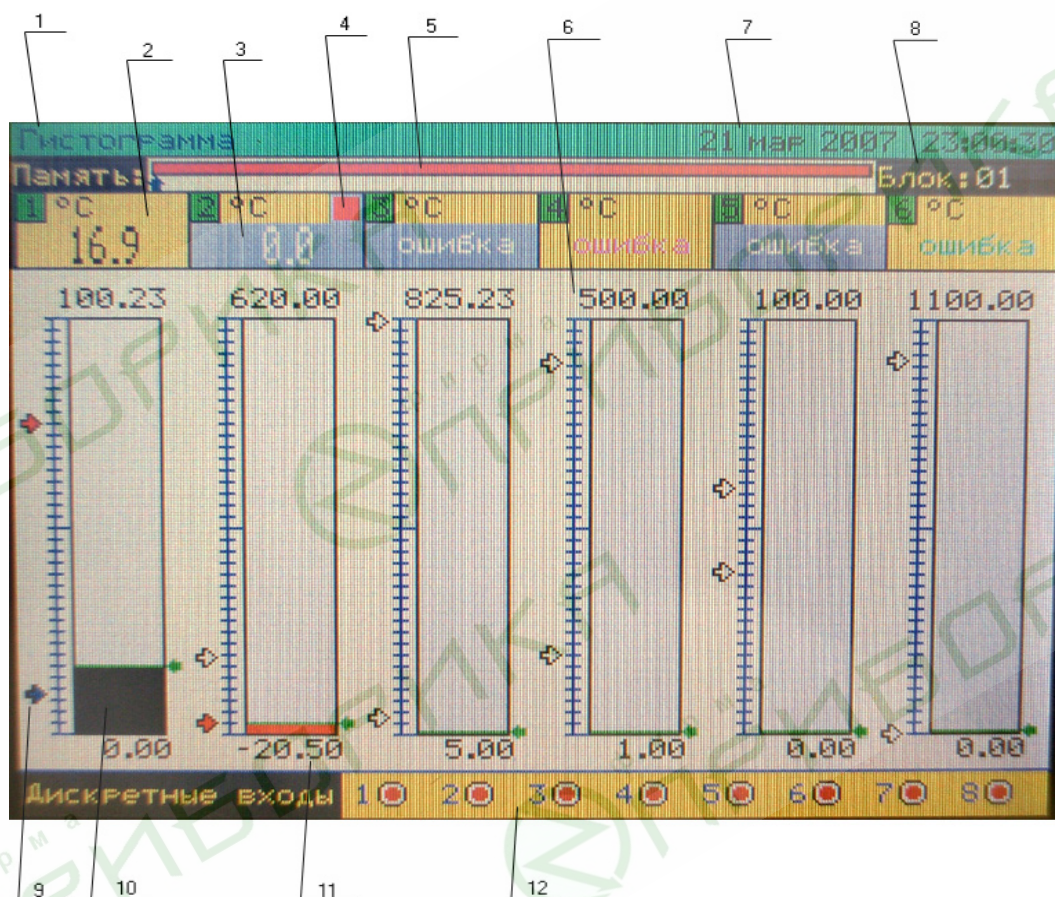 1 2 3 4 5 6 7 8
Гистограмма 21 мар 2007 23:00:30
Память: Блок:01
1 °C 2 °C 3 °C 4 °C 5 °C 6 °C
16.9 0.0 ошибка ошибка ошибка ошибка
100.23 620.00 825.23 500.00 100.00 1100.00
0.00 -20.50 5.00 1.00 0.00 0.00
Дискретные входы 1 2 3 4 5 6 7 8
9 10 11 12
фирма
ПРИБОРИКА